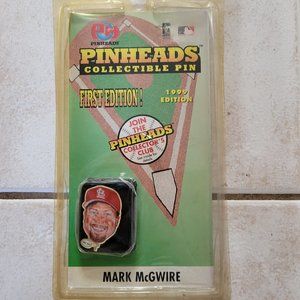 PINHEADS
PINHEADS
COLLECTIBLE PIN
FIRST EDITION!
1999
EDITION
JOIN
THE
PINHEADS
COLLECTOR'S
CLUB
MARK McGWIRE